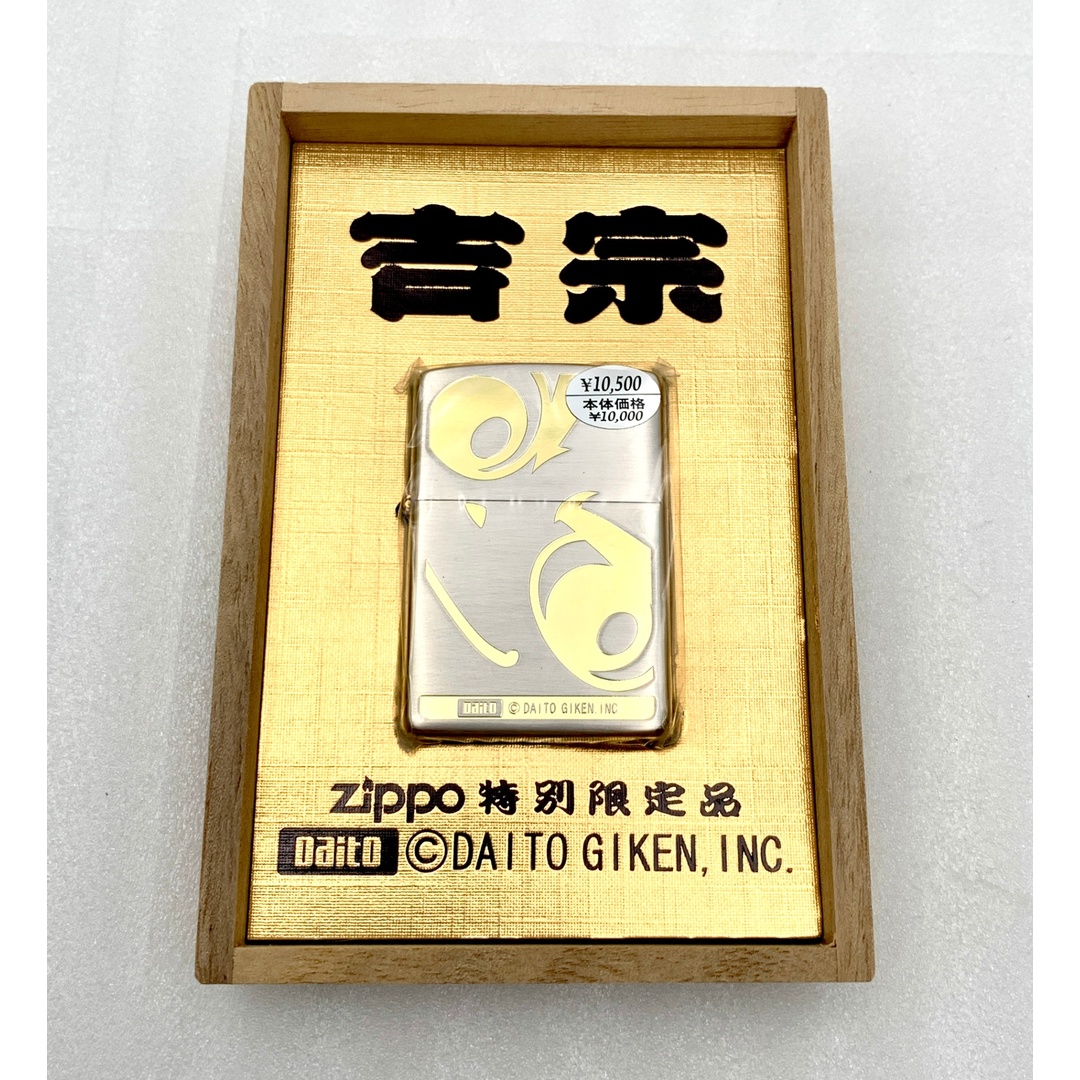 吉宗
¥10,500
本体価格
¥10,000
Daito ©DAITO GIKEN, INC
Zippo 特別限定品
Daito ©DAITO GIKEN, INC.